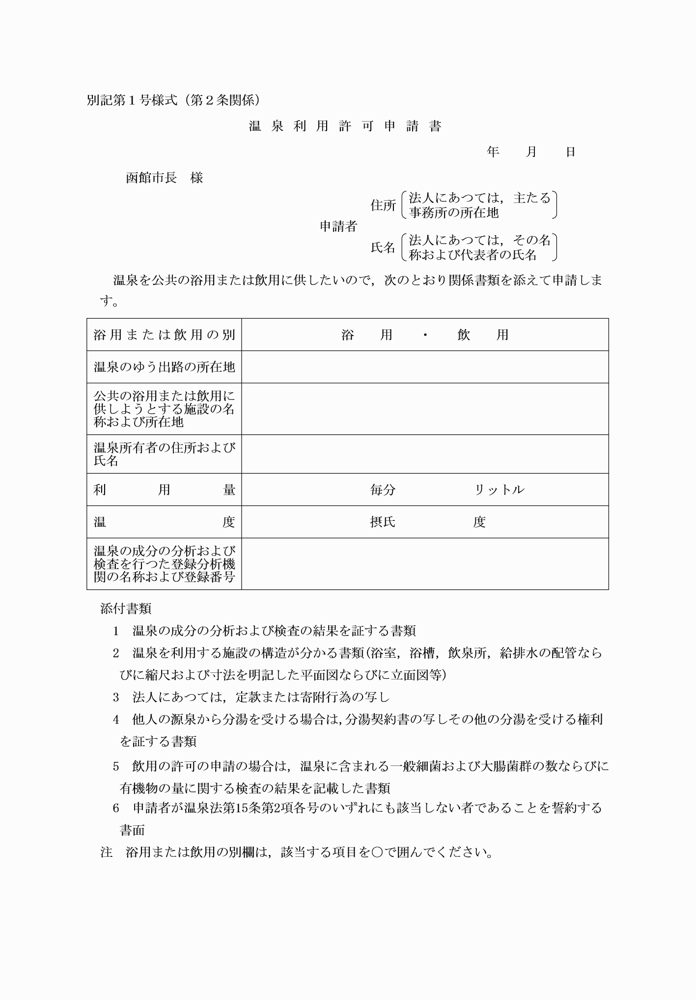 別記第１号様式（第２条関係）
温泉利用許可申請書
年　　月　　日
函館市長　様
住所
法人にあつては，主たる
事務所の所在地
申請者
氏名
法人にあつては，その名
称および代表者の氏名
温泉を公共の浴用または飲用に供したいので，次のとおり関係書類を添えて申請しま
す。
浴用または飲用の別
浴　用　・　飲　用
温泉のゆう出路の所在地
公共の浴用または飲用に
供しようとする施設の名
称および所在地
温泉所有者の住所および
氏名
利用量
毎分　　　リットル
温度
摂氏　　　度
温泉の成分の分析および
検査を行つた登録分析機
関の名称および登録番号
添付書類
1　温泉の成分の分析および検査の結果を証する書類
2　温泉を利用する施設の構造が分かる書類（浴室，浴槽，飲泉所，給排水の配管なら
びに縮尺および寸法を明記した平面図ならびに立面図等）
3　法人にあつては，定款または寄附行為の写し
4　他人の源泉から分湯を受ける場合は，分湯契約書の写しその他の分湯を受ける権利
を証する書類
5　飲用の許可の申請の場合は，温泉に含まれる一般細菌および大腸菌群の数ならびに
有機物の量に関する検査の結果を記載した書類
6　申請者が温泉法第15条第2項各号のいずれにも該当しない者であることを誓約する
書面
注　浴用または飲用の別欄は，該当する項目を〇で囲んでください。